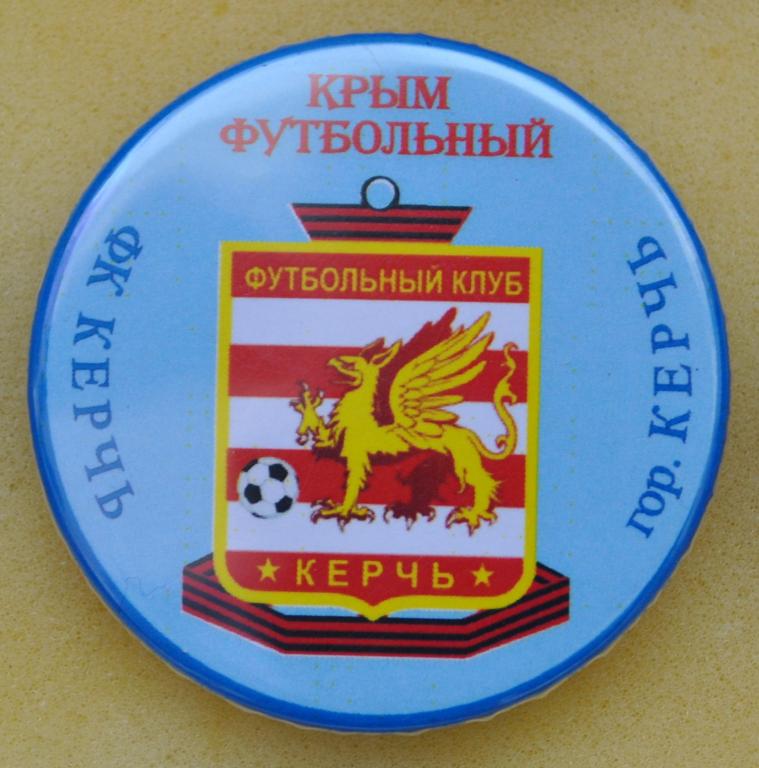 КРЫМ
ФУТБОЛЬНЫЙ
ФК КЕРЧЬ
ФУТБОЛЬНЫЙ КЛУБ
КЕРЧЬ
гор. КЕРЧЬ